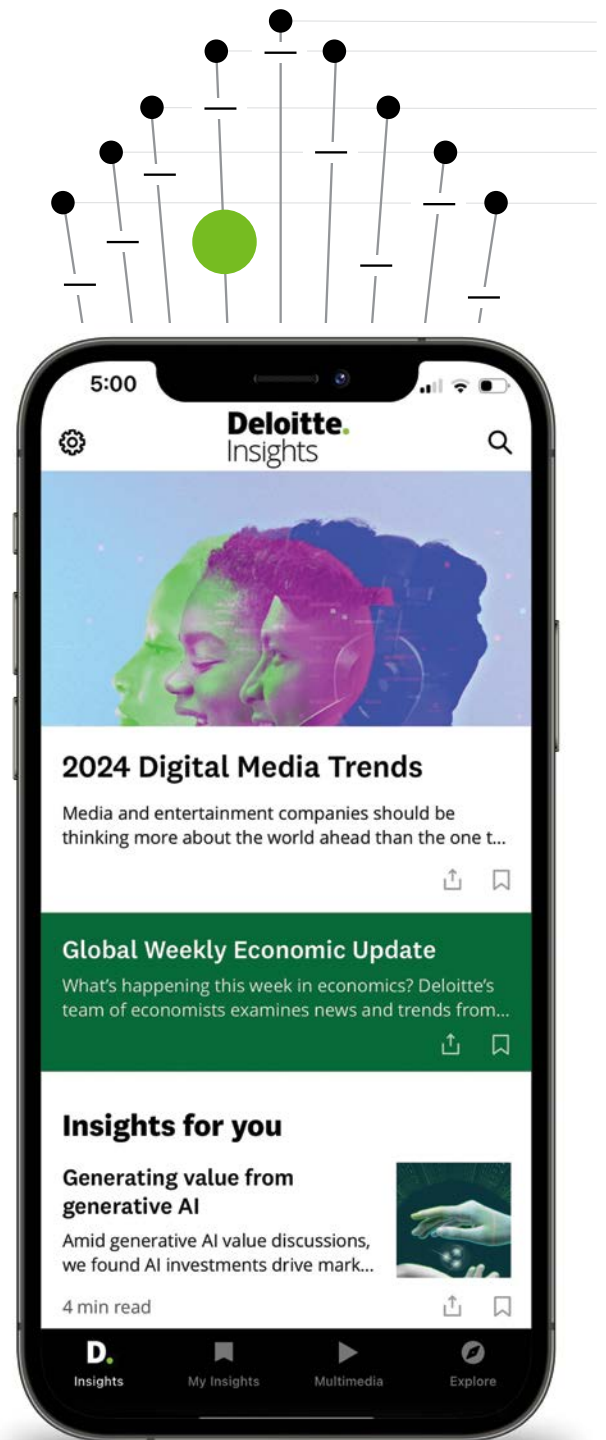 5:00
Deloitte.
Insights
2024 Digital Media Trends
Media and entertainment companies should be
thinking more about the world ahead than the one t...
Global Weekly Economic Update
What's happening this week in economics? Deloitte's
team of economists examines news and trends from...
Insights for you
Generating value from
generative AI
Amid generative AI value discussions,
we found AI investments drive mark...
4 min read
D.
Insights
My Insights
Multimedia
Explore